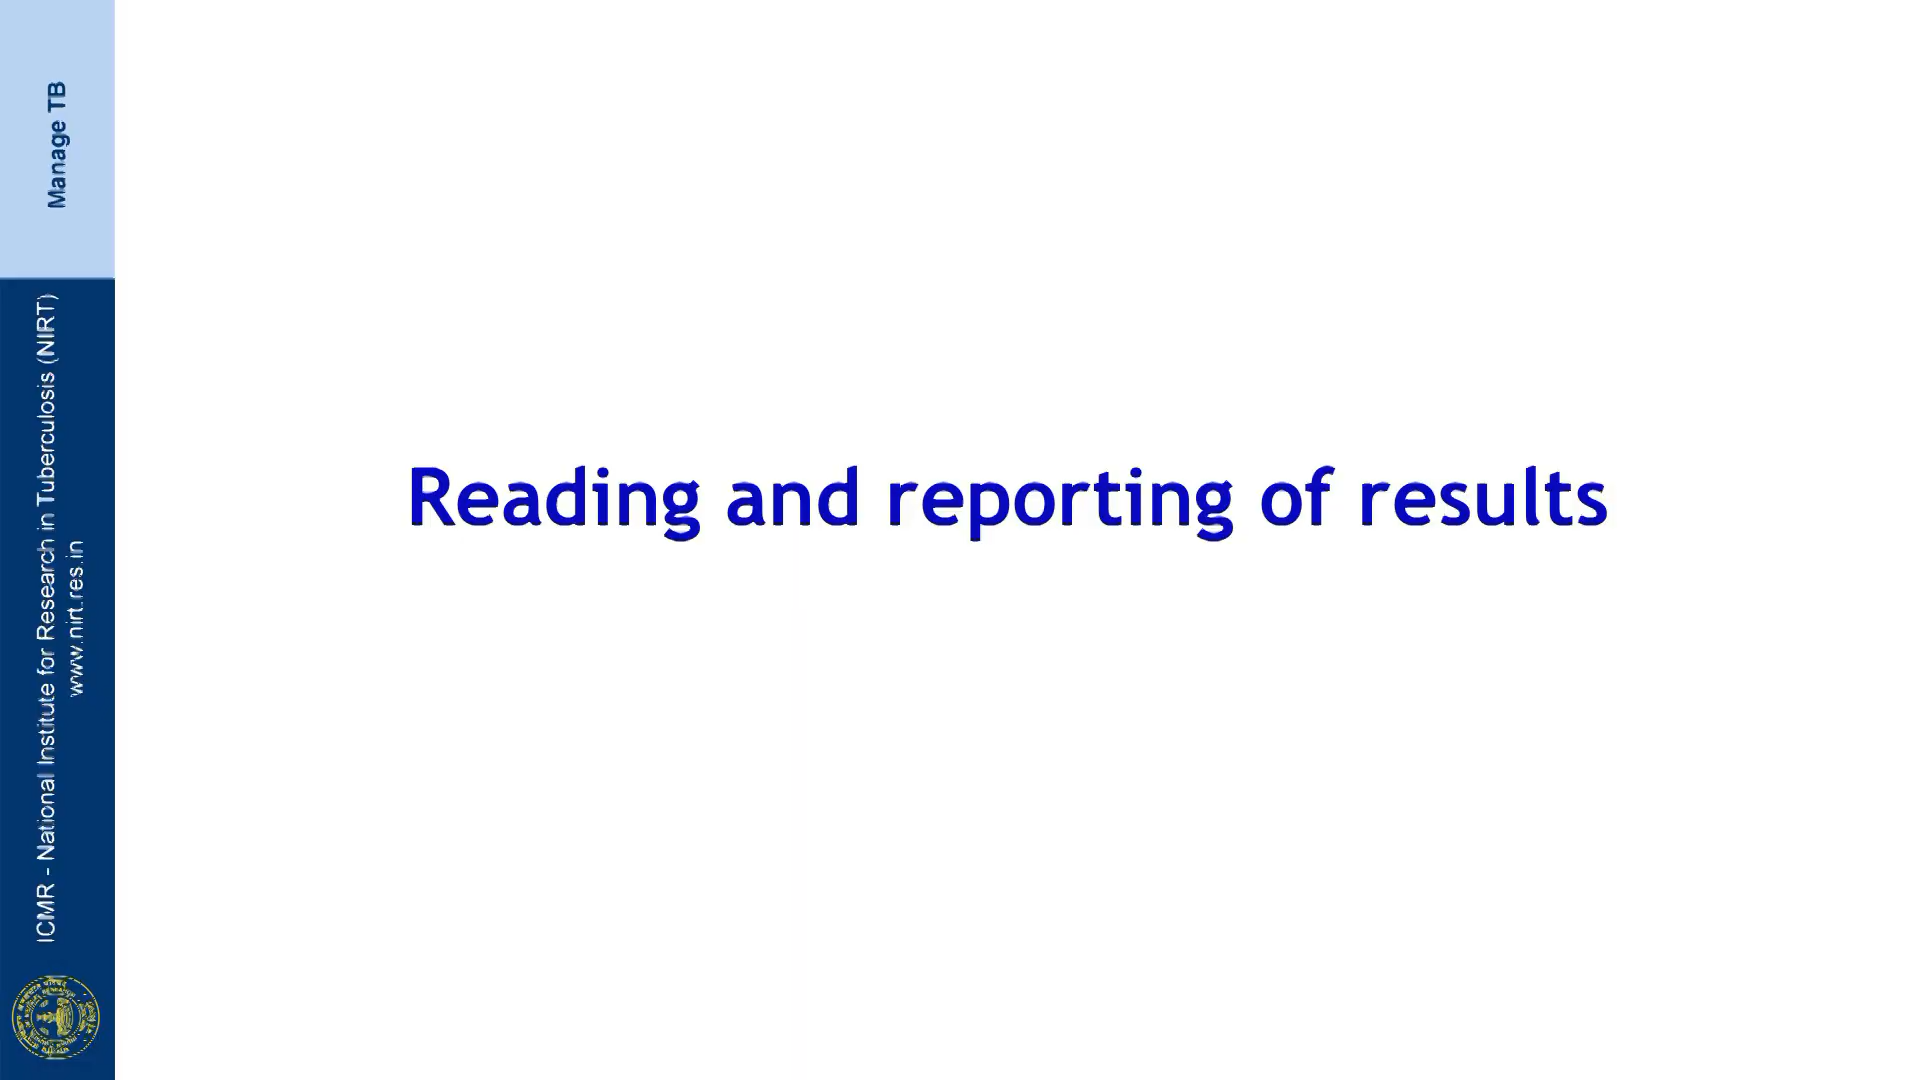 Manage TB
ICMR - National Institute for Research in Tuberculosis (NIRT)
www.nirt.res.in
Reading and reporting of results